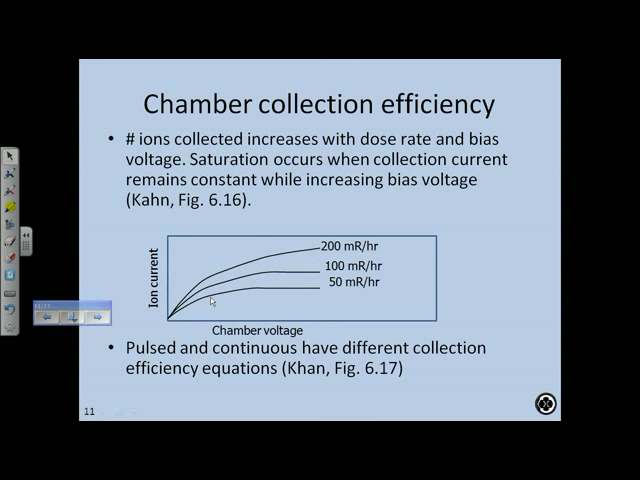 Chamber collection efficiency
• # ions collected increases with dose rate and bias
voltage. Saturation occurs when collection current
remains constant while increasing bias voltage
(Kahn, Fig. 6.16).
200 mR/hr
100 mR/hr
50 mR/hr
Ion current
Chamber voltage
• Pulsed and continuous have different collection
efficiency equations (Khan, Fig. 6.17)
11